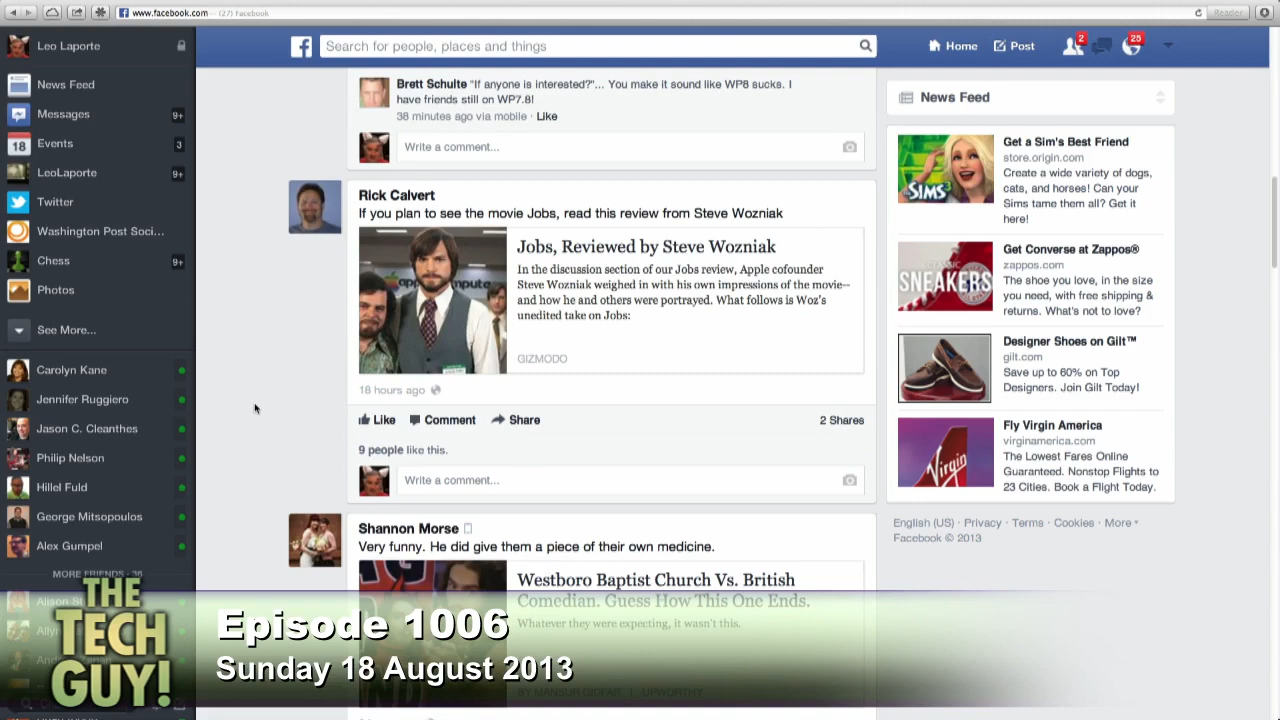 www.facebook.com — (27) Facebook
Reader
Leo Laporte
Search for people, places and things
Home
Post
2
25
News Feed
Messages
9+
Events
3
18
LeoLaporte
9+
Twitter
Washington Post Soci...
Chess
9+
Photos
See More...
Carolyn Kane
Jennifer Ruggiero
Jason C. Cleanthes
Philip Nelson
Hillel Fuld
George Mitsopoulos
Alex Gumpel
MORE FRIENDS · 36
Brett Schulte "If anyone is interested?"... You make it sound like WP8 sucks. I
have friends still on WP7.8!
38 minutes ago via mobile · Like
Write a comment...
Rick Calvert
If you plan to see the movie Jobs, read this review from Steve Wozniak
Jobs, Reviewed by Steve Wozniak
In the discussion section of our Jobs review, Apple cofounder
Steve Wozniak weighed in with his own impressions of the movie--
and how he and others were portrayed. What follows is Woz's
unedited take on Jobs:
GIZMODO
18 hours ago
Like
Comment
Share
2 Shares
9 people like this.
Write a comment...
Shannon Morse
Very funny. He did give them a piece of their own medicine.
Westboro Baptist Church Vs. British
Comedian. Guess How This One Ends.
Whatever they were expecting, it wasn't this.
BY MANSUR GIDFAR | UPWORTHY
News Feed
Get a Sim's Best Friend
store.origin.com
Create a wide variety of dogs,
cats, and horses! Can your
Sims tame them all? Get it
here!
THE SIMS 3
Get Converse at Zappos®
zappos.com
The shoe you love, in the size
you need, with free shipping &
returns. What's not to love?
CLASSIC
SNEAKERS
Designer Shoes on Gilt™
gilt.com
Save up to 60% on Top
Designers. Join Gilt Today!
Fly Virgin America
virginamerica.com
The Lowest Fares Online
Guaranteed. Nonstop Flights to
23 Cities. Book a Flight Today.
Virgin
English (US) · Privacy · Terms · Cookies · More
Facebook © 2013
THE
TECH
GUY!
Episode 1006
Sunday 18 August 2013